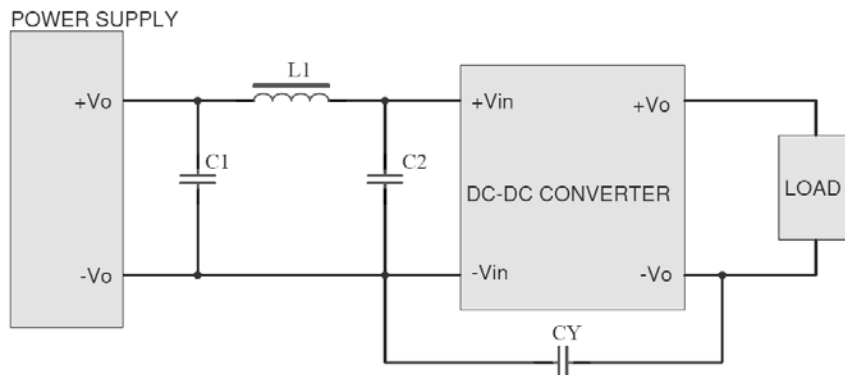 POWER SUPPLY
L1
+Vo
+Vin
+Vo
C1
C2
DC-DC CONVERTER
LOAD
-Vo
-Vin
-Vo
CY